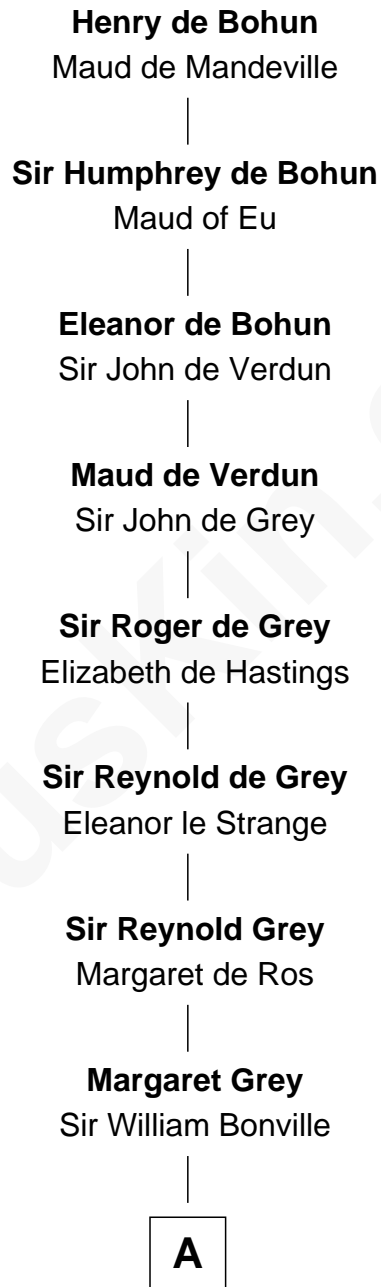 Henry de Bohun
Maud de Mandeville
Sir Humphrey de Bohun
Maud of Eu
Eleanor de Bohun
Sir John de Verdun
Maud de Verdun
Sir John de Grey
Sir Roger de Grey
Elizabeth de Hastings
Sir Reynold de Grey
Eleanor le Strange
Sir Reynold Grey
Margaret de Ros
Margaret Grey
Sir William Bonville
A